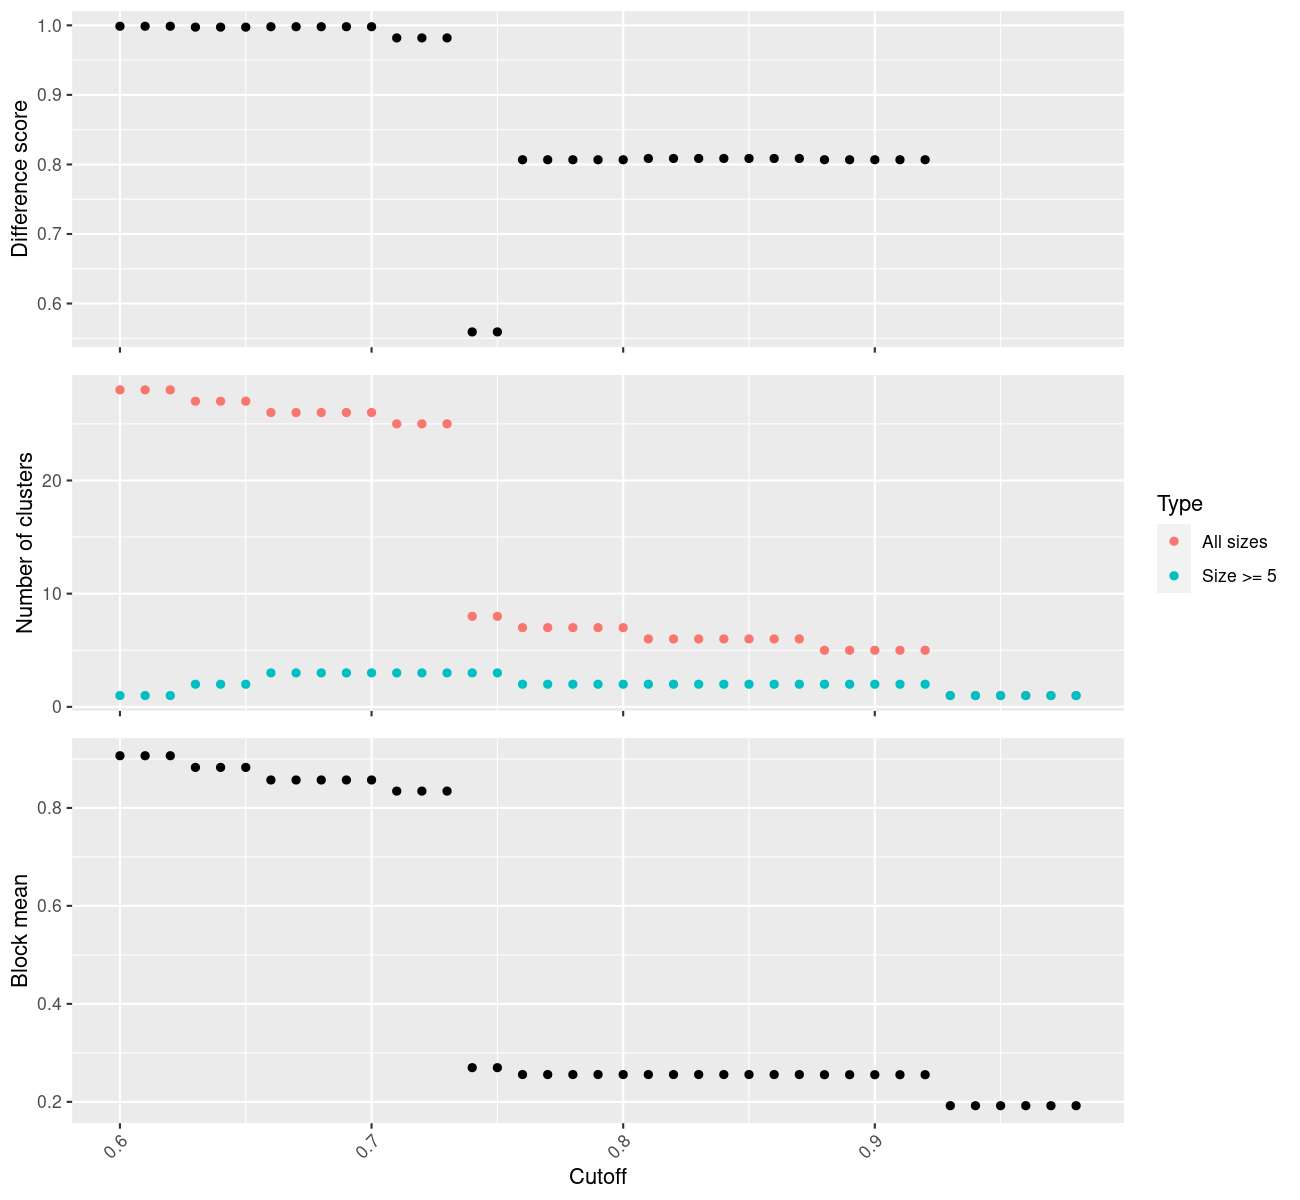 Difference score
1.0
0.9
0.8
0.7
0.6
Number of clusters
20
10
0
Type
All sizes
Size >= 5
Block mean
0.8
0.6
0.4
0.2
0.6
0.7
0.8
0.9
Cutoff